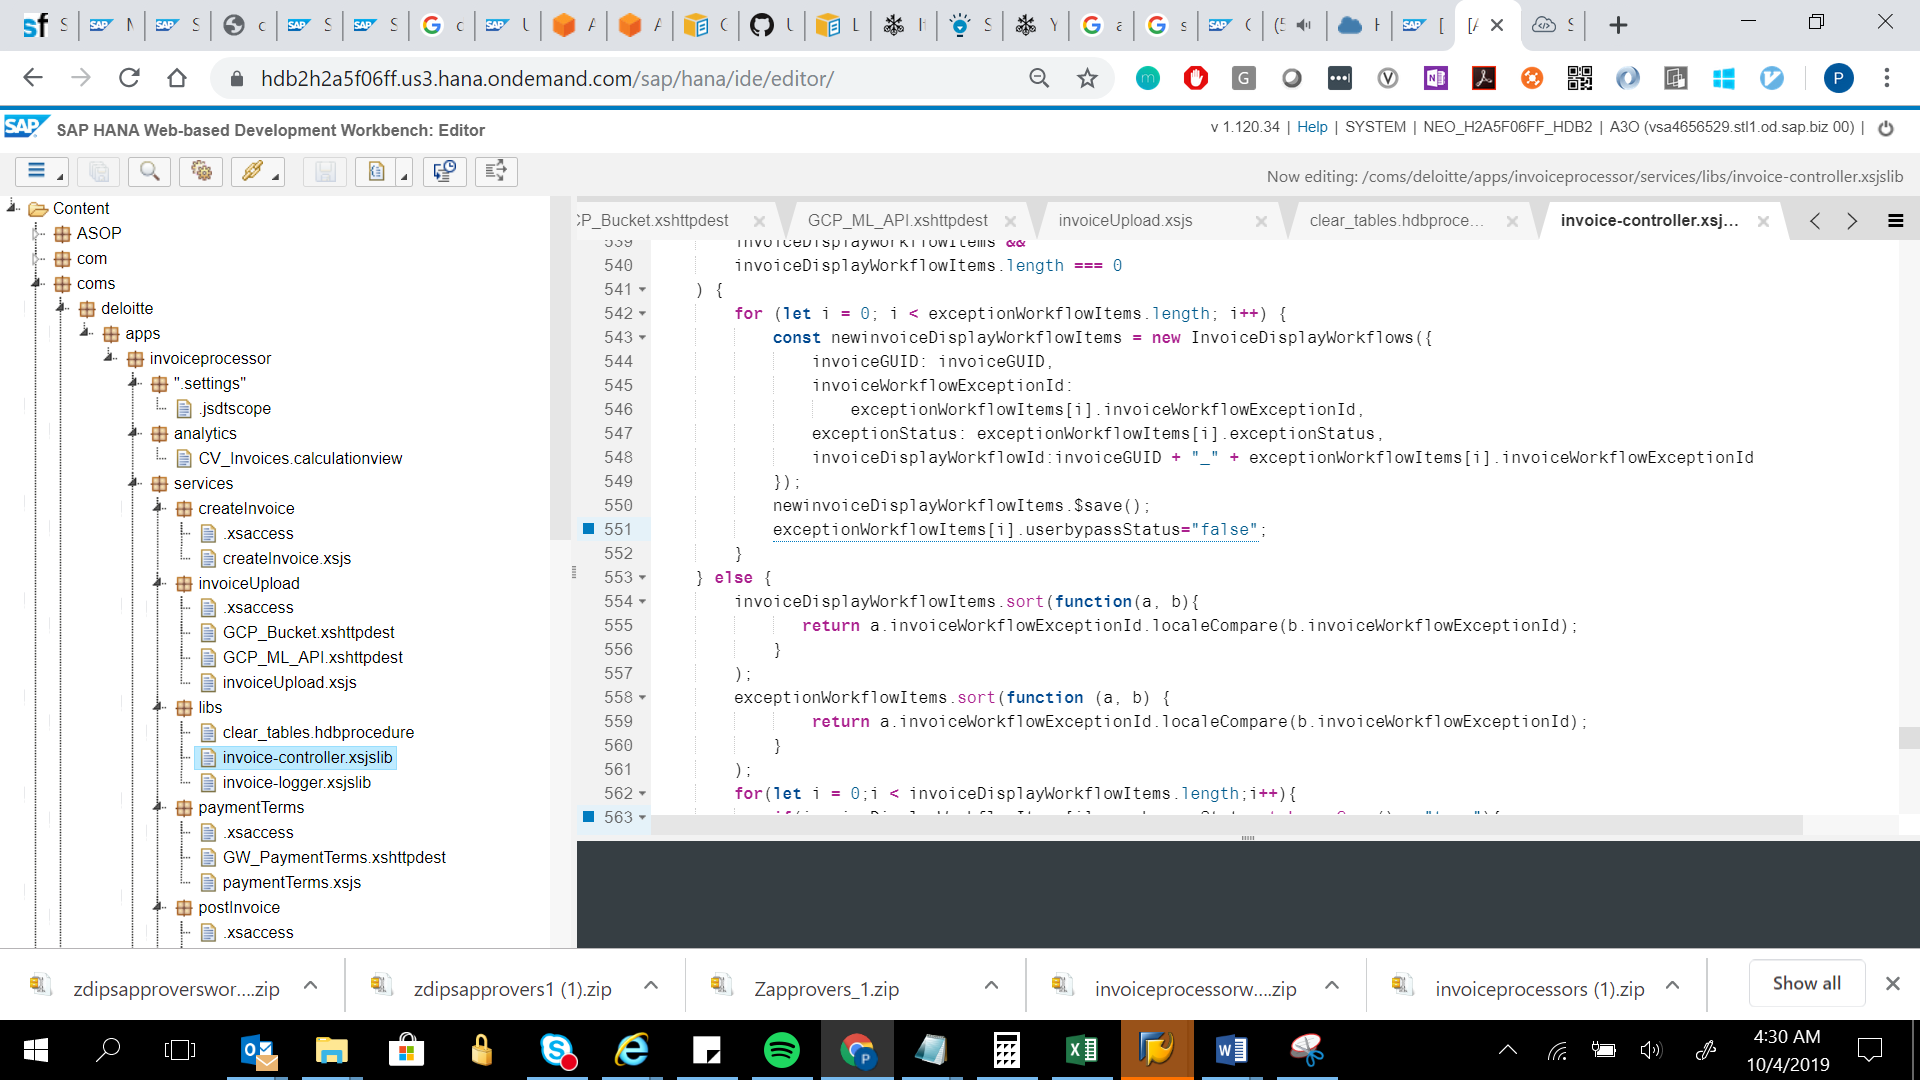 hdb2h2a5f06ff.us3.hana.ondemand.com/sap/hana/ide/editor/
SAP SAP HANA Web-based Development Workbench: Editor
v 1.120.34 | Help | SYSTEM | NEO_H2A5F06FF_HDB2 | A3O (vsa4656529.stl1.od.sap.biz 00) |
Now editing: /coms/deloitte/apps/invoiceprocessor/services/libs/invoice-controller.xsjslib
Content
ASOP
com
coms
deloitte
apps
invoiceprocessor
".settings"
.jsdtscope
analytics
CV_Invoices.calculationview
services
createInvoice
.xsaccess
createInvoice.xsjs
invoiceUpload
.xsaccess
GCP_Bucket.xshttpdest
GCP_ML_API.xshttpdest
invoiceUpload.xsjs
libs
clear_tables.hdbprocedure
invoice-controller.xsjslib
invoice-logger.xsjslib
paymentTerms
.xsaccess
GW_PaymentTerms.xshttpdest
paymentTerms.xsjs
postInvoice
.xsaccess
CP_Bucket.xshttpdest
GCP_ML_API.xshttpdest
invoiceUpload.xsjs
clear_tables.hdbproce...
invoice-controller.xsj...
539 invoiceDisplayWorkflowItems &&
540 invoiceDisplayWorkflowItems.length === 0
541 ) {
542 for (let i = 0; i < exceptionWorkflowItems.length; i++) {
543 const newinvoiceDisplayWorkflowItems = new InvoiceDisplayWorkflows({
544 invoiceGUID: invoiceGUID,
545 invoiceWorkflowExceptionId:
546 exceptionWorkflowItems[i].invoiceWorkflowExceptionId,
547 exceptionStatus: exceptionWorkflowItems[i].exceptionStatus,
548 invoiceDisplayWorkflowId:invoiceGUID + "_" + exceptionWorkflowItems[i].invoiceWorkflowExceptionId
549 });
550 newinvoiceDisplayWorkflowItems.$save();
551 exceptionWorkflowItems[i].userbypassStatus="false";
552 }
553 } else {
554 invoiceDisplayWorkflowItems.sort(function(a, b){
555 return a.invoiceWorkflowExceptionId.localeCompare(b.invoiceWorkflowExceptionId);
556 }
557 );
558 exceptionWorkflowItems.sort(function (a, b) {
559 return a.invoiceWorkflowExceptionId.localeCompare(b.invoiceWorkflowExceptionId);
560 }
561 );
562 for(let i = 0;i < invoiceDisplayWorkflowItems.length;i++){
563
zdipsapproverswor....zip
zdipsapprovers1 (1).zip
Zapprovers_1.zip
invoiceprocessorw....zip
invoiceprocessors (1).zip
Show all
4:30 AM
10/4/2019